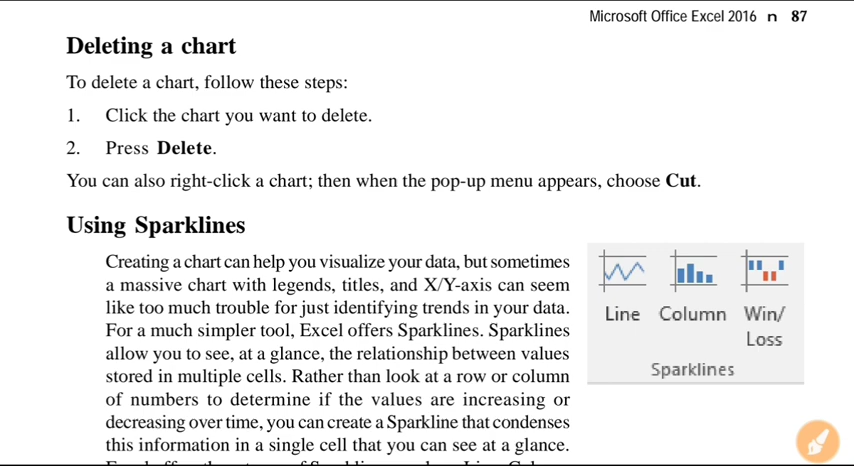 Microsoft Office Excel 2016 n 87
Deleting a chart
To delete a chart, follow these steps:
1. Click the chart you want to delete.
2. Press Delete.
You can also right-click a chart; then when the pop-up menu appears, choose Cut.
Using Sparklines
Creating a chart can help you visualize your data, but sometimes
a massive chart with legends, titles, and X/Y-axis can seem
like too much trouble for just identifying trends in your data.
For a much simpler tool, Excel offers Sparklines. Sparklines
allow you to see, at a glance, the relationship between values
stored in multiple cells. Rather than look at a row or column
of numbers to determine if the values are increasing or
decreasing over time, you can create a Sparkline that condenses
this information in a single cell that you can see at a glance.
Line Column Win/
Loss
Sparklines